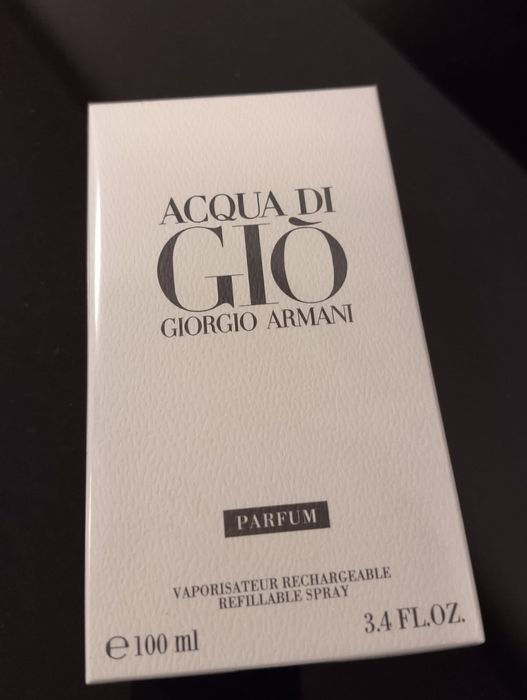 ACQUA DI
GIÒ
GIORGIO ARMANI
PARFUM
VAPORISATEUR RECHARGEABLE
REFILLABLE SPRAY
℮ 100 ml 3.4 FL.OZ.